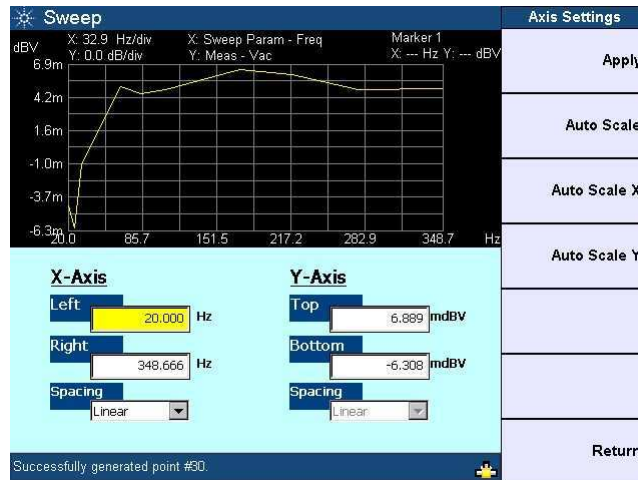 Sweep
Axis Settings
dBV X: 32.9 Hz/div X: Sweep Param - Freq Marker 1
Y: 0.0 dB/div Y: Meas - Vac X: --- Hz Y: --- dBV
6.9m
4.2m
1.6m
-1.0m
-3.7m
-6.3m
20.0 85.7 151.5 217.2 282.9 348.7 Hz
X-Axis
Left
20.000 Hz
Right
348.666 Hz
Spacing
Linear
Y-Axis
Top
6.889 mdBV
Bottom
-6.308 mdBV
Spacing
Linear
Successfully generated point #30.
Apply
Auto Scale
Auto Scale X
Auto Scale Y
Return